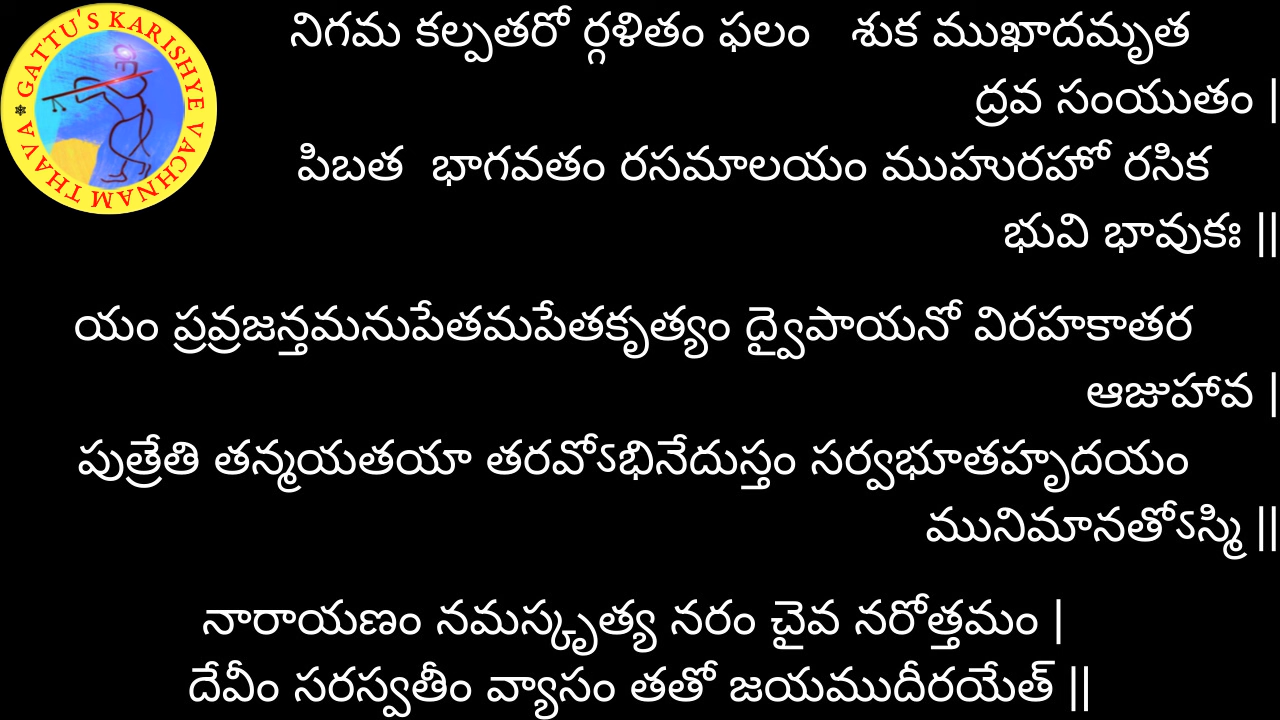 GATTU'S KARISHYE VACHNAM THAVA
నిగమ కల్పతరో ర్గళితం ఫలం శుక ముఖాదమృత
ద్రవ సంయుతం |
పిబత భాగవతం రసమాలయం ముహురహో రసిక
భువి భావుకః ||
యం ప్రవ్రజన్తమనుపేతమపేతకృత్యం ద్వైపాయనో విరహకాతర
ఆజుహావ |
పుత్రేతి తన్మయతయా తరవోఽభినేదుస్తం సర్వభూతహృదయం
మునిమానతోఽస్మి ||
నారాయణం నమస్కృత్య నరం చైవ నరోత్తమం |
దేవీం సరస్వతీం వ్యాసం తతో జయముదీరయేత్ ||